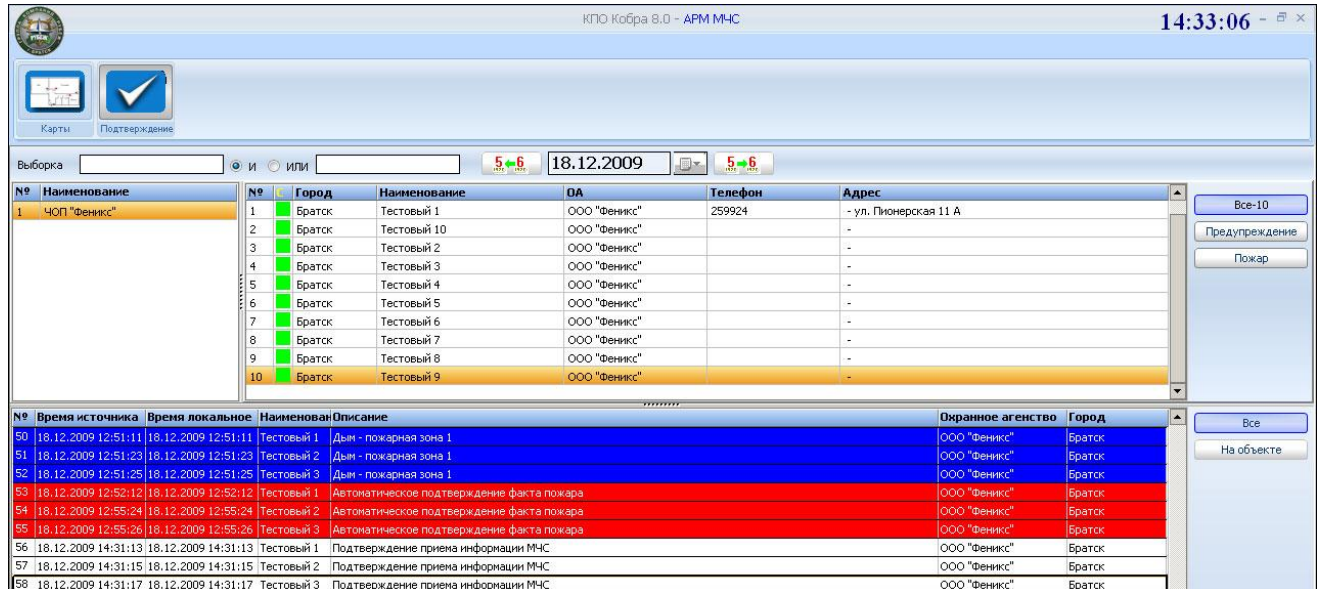 КПО Кобра 8.0 - АРМ МЧС 14:33:06
Карты Подтверждение
Выборка и или 5 6 18.12.2009 5 6
№ Наименование
1 ЧОП "Феникс"
№ Город Наименование ОА Телефон Адрес
1 Братск Тестовый 1 ООО "Феникс" 259924 - ул. Пионерская 11 А
2 Братск Тестовый 10 ООО "Феникс" -
3 Братск Тестовый 2 ООО "Феникс" -
4 Братск Тестовый 3 ООО "Феникс" -
5 Братск Тестовый 4 ООО "Феникс" -
6 Братск Тестовый 5 ООО "Феникс" -
7 Братск Тестовый 6 ООО "Феникс" -
8 Братск Тестовый 7 ООО "Феникс" -
9 Братск Тестовый 8 ООО "Феникс" -
10 Братск Тестовый 9 ООО "Феникс" -
Все-10
Предупреждение
Пожар
№ Время источника Время локальное Наименован Описание Охранное агенство Город
50 18.12.2009 12:51:11 18.12.2009 12:51:11 Тестовый 1 Дым - пожарная зона 1 ООО "Феникс" Братск
51 18.12.2009 12:51:23 18.12.2009 12:51:23 Тестовый 2 Дым - пожарная зона 1 ООО "Феникс" Братск
52 18.12.2009 12:51:25 18.12.2009 12:51:25 Тестовый 3 Дым - пожарная зона 1 ООО "Феникс" Братск
53 18.12.2009 12:52:12 18.12.2009 12:52:12 Тестовый 1 Автоматическое подтверждение факта пожара ООО "Феникс" Братск
54 18.12.2009 12:55:24 18.12.2009 12:55:24 Тестовый 2 Автоматическое подтверждение факта пожара ООО "Феникс" Братск
55 18.12.2009 12:55:26 18.12.2009 12:55:26 Тестовый 3 Автоматическое подтверждение факта пожара ООО "Феникс" Братск
56 18.12.2009 14:31:13 18.12.2009 14:31:13 Тестовый 1 Подтверждение приема информации МЧС ООО "Феникс" Братск
57 18.12.2009 14:31:15 18.12.2009 14:31:15 Тестовый 2 Подтверждение приема информации МЧС ООО "Феникс" Братск
58 18.12.2009 14:31:17 18.12.2009 14:31:17 Тестовый 3 Подтверждение приема информации МЧС ООО "Феникс" Братск
Все
На объекте